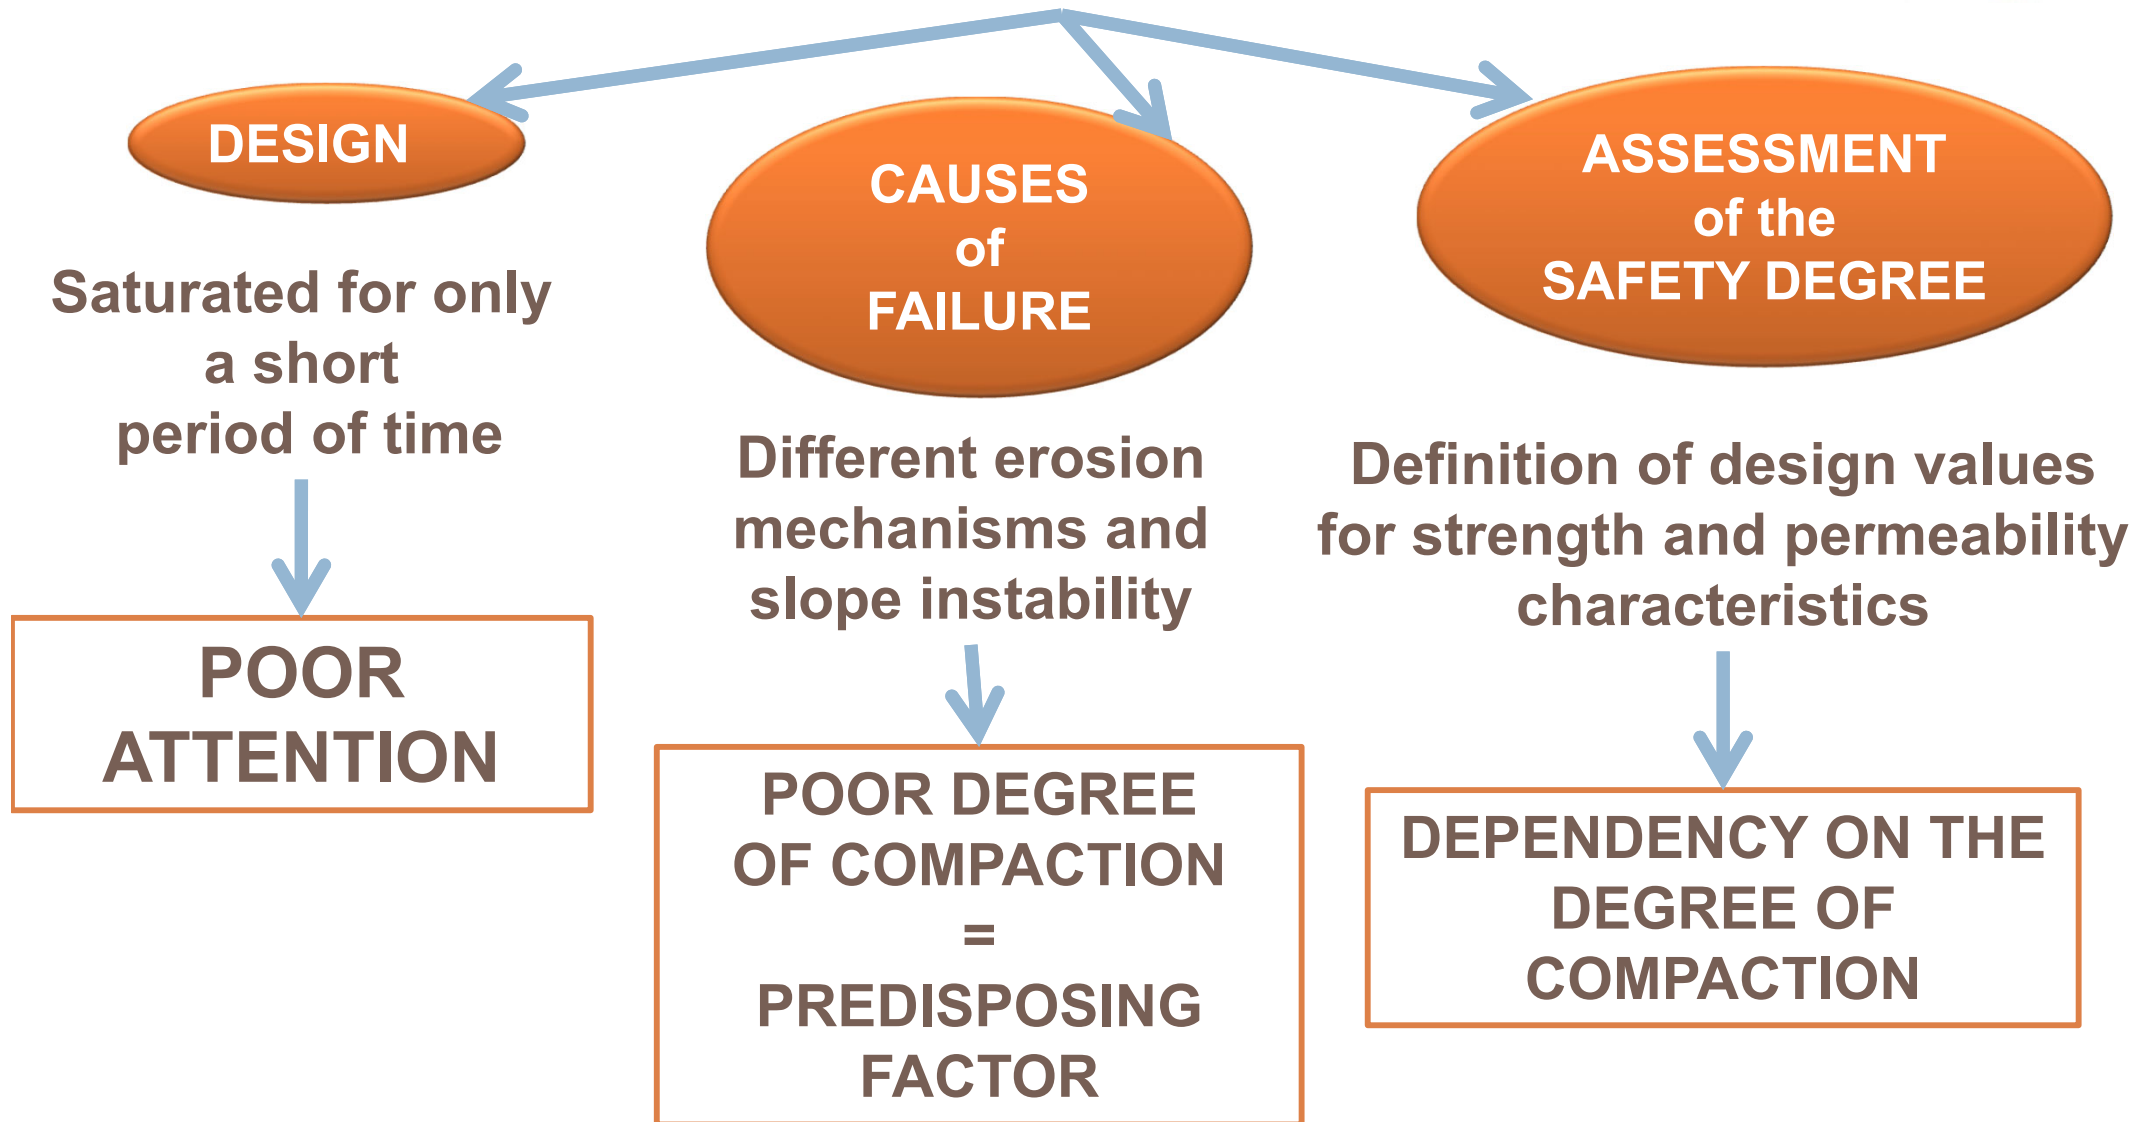 DESIGN
Saturated for only
a short
period of time
POOR
ATTENTION
CAUSES
of
FAILURE
Different erosion
mechanisms and
slope instability
POOR DEGREE
OF COMPACTION
=
PREDISPOSING
FACTOR
ASSESSMENT
of the
SAFETY DEGREE
Definition of design values
for strength and permeability
characteristics
DEPENDENCY ON THE
DEGREE OF
COMPACTION